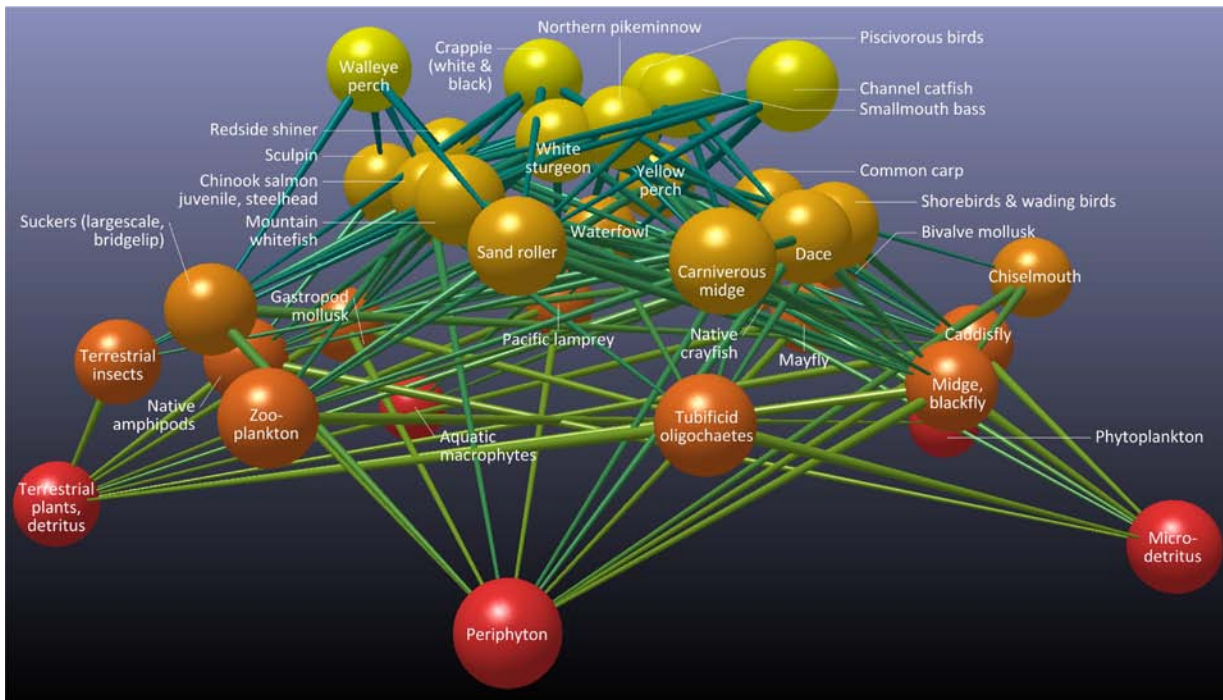 Northern pikeminnow
Crappie
(white &
black)
Piscivorous birds
Walleye
perch
Channel catfish
Smallmouth bass
Redside shiner
Sculpin
White
sturgeon
Yellow
perch
Common carp
Chinook salmon
juvenile, steelhead
Shorebirds & wading birds
Suckers (largescale,
bridgelip)
Mountain
whitefish
Waterfowl
Bivalve mollusk
Sand roller
Dace
Carniverous
midge
Chiselmouth
Gastropod
mollusk
Pacific lamprey
Native
crayfish
Mayfly
Caddisfly
Terrestrial
insects
Native
amphipods
Zoo-
plankton
Tubificid
oligochaetes
Midge,
blackfly
Aquatic
macrophytes
Phytoplankton
Terrestrial
plants,
detritus
Micro-
detritus
Periphyton